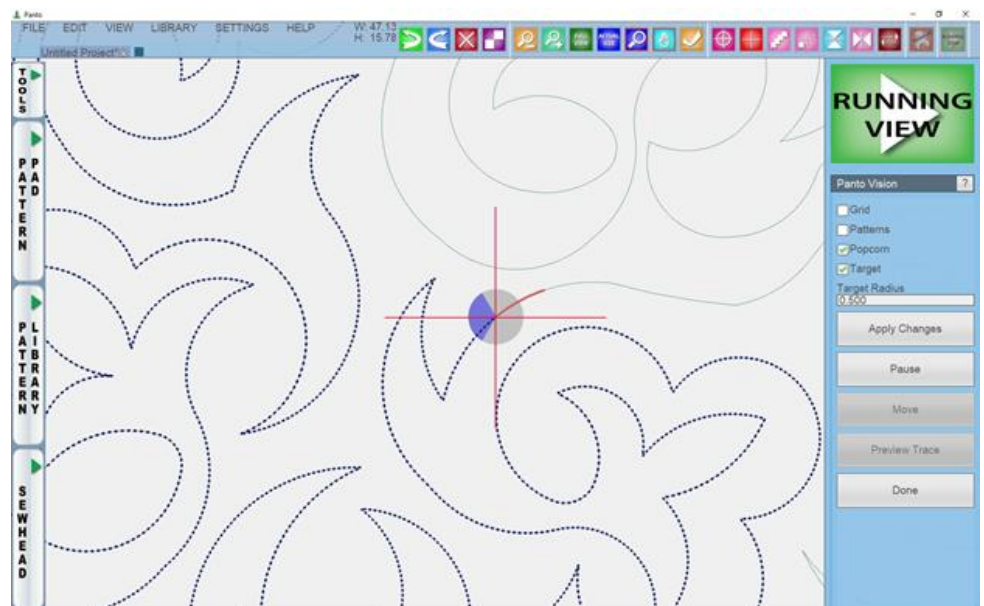 Panto
FILE EDIT VIEW LIBRARY SETTINGS HELP
W: 47.13
H: 15.78
Untitled Project*
TOOLS
PATTERN PAD
PATTERN LIBRARY
SEWHEAD
RUNNING
VIEW
Panto Vision ?
Grid
Patterns
Popcorn
Target
Target Radius
0.500
Apply Changes
Pause
Move
Preview Trace
Done